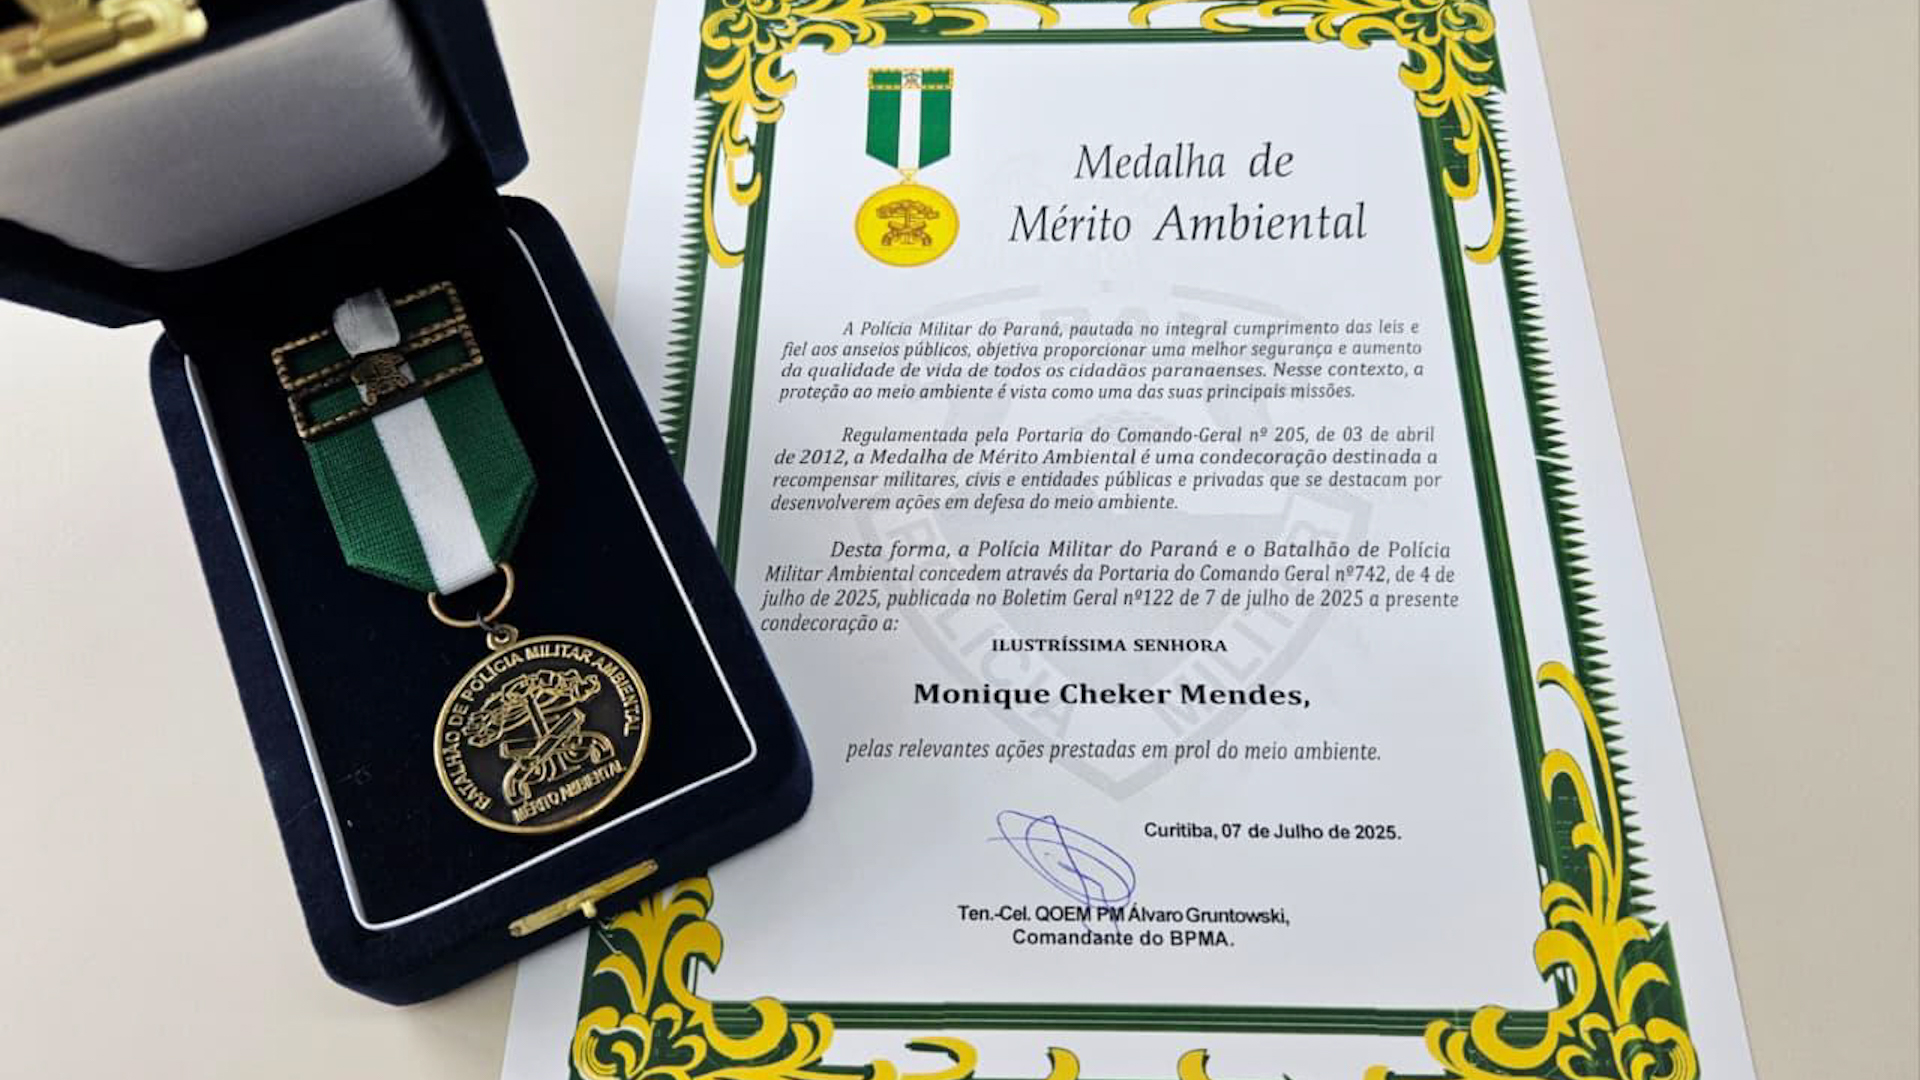 BATALHÃO DE POLÍCIA MILITAR AMBIENTAL
MÉRITO AMBIENTAL
Medalha de
Mérito Ambiental
A Polícia Militar do Paraná, pautada no integral cumprimento das leis e
fiel aos anseios públicos, objetiva proporcionar uma melhor segurança e aumento
da qualidade de vida de todos os cidadãos paranaenses. Nesse contexto, a
proteção ao meio ambiente é vista como uma das suas principais missões.
Regulamentada pela Portaria do Comando-Geral nº 205, de 03 de abril
de 2012, a Medalha de Mérito Ambiental é uma condecoração destinada a
recompensar militares, civis e entidades públicas e privadas que se destacam por
desenvolverem ações em defesa do meio ambiente.
Desta forma, a Polícia Militar do Paraná e o Batalhão de Polícia
Militar Ambiental concedem através da Portaria do Comando Geral nº742, de 4 de
julho de 2025, publicada no Boletim Geral nº122 de 7 de julho de 2025 a presente
condecoração a:
ILUSTRÍSSIMA SENHORA
Monique Cheker Mendes,
pelas relevantes ações prestadas em prol do meio ambiente.
Curitiba, 07 de Julho de 2025.
Ten.-Cel. QOEM PM Álvaro Gruntowski,
Comandante do BPMA.
POLÍCIA MILITAR